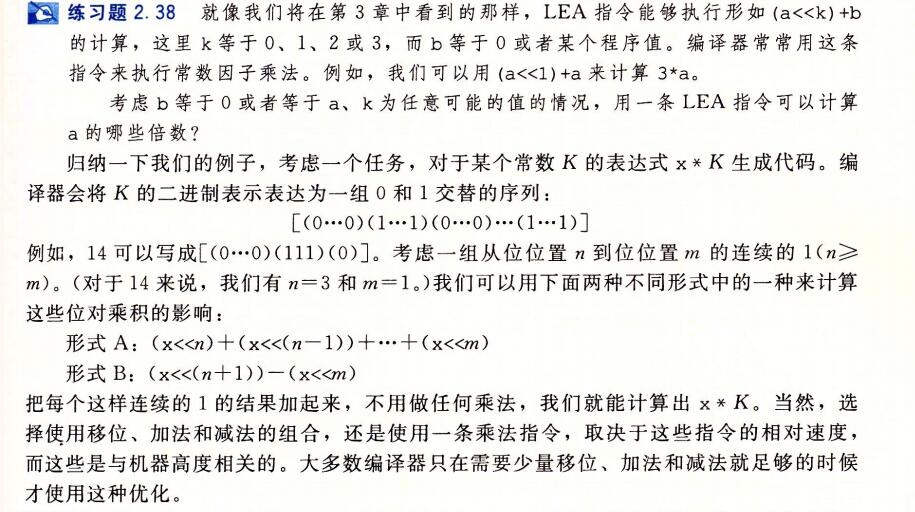 练习题 2.38 就像我们将在第 3 章中看到的那样，LEA 指令能够执行形如 (a<<k)+b
的计算，这里 k 等于 0、1、2 或 3，而 b 等于 0 或者某个程序值。编译器常常用这条
指令来执行常数因子乘法。例如，我们可以用 (a<<1)+a 来计算 3*a。
考虑 b 等于 0 或者等于 a、k 为任意可能的值的情况，用一条 LEA 指令可以计算
a 的哪些倍数？
归纳一下我们的例子，考虑一个任务，对于某个常数 K 的表达式 x * K 生成代码。编
译器会将 K 的二进制表示表达为一组 0 和 1 交替的序列：
[(0…0)(1…1)(0…0)…(1…1)]
例如，14 可以写成[(0…0)(111)(0)]。考虑一组从位位置 n 到位位置 m 的连续的 1(n≥
m)。(对于 14 来说，我们有 n=3 和 m=1。)我们可以用下面两种不同形式中的一种来计算
这些位对乘积的影响：
形式 A：(x<<n)+(x<<(n-1))+…+(x<<m)
形式 B：(x<<(n+1))-(x<<m)
把每个这样连续的 1 的结果加起来，不用做任何乘法，我们就能计算出 x * K。当然，选
择使用移位、加法和减法的组合，还是使用一条乘法指令，取决于这些指令的相对速度，
而这些是与机器高度相关的。大多数编译器只在需要少量移位、加法和减法就足够的时候
才使用这种优化。